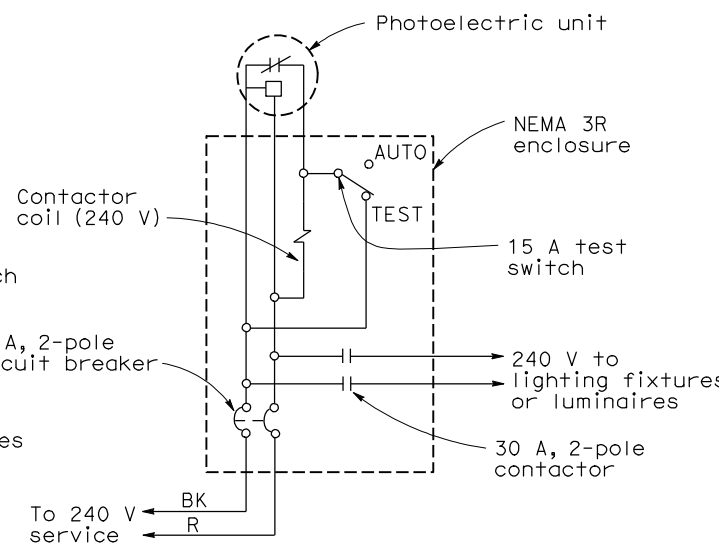 Photoelectric unit
NEMA 3R
enclosure
AUTO
TEST
Contactor
coil (240 V)
15 A test
switch
A, 2-pole
breaker
240 V to
lighting fixtures
or luminaires
30 A, 2-pole
contactor
BK
To 240 V
R
service